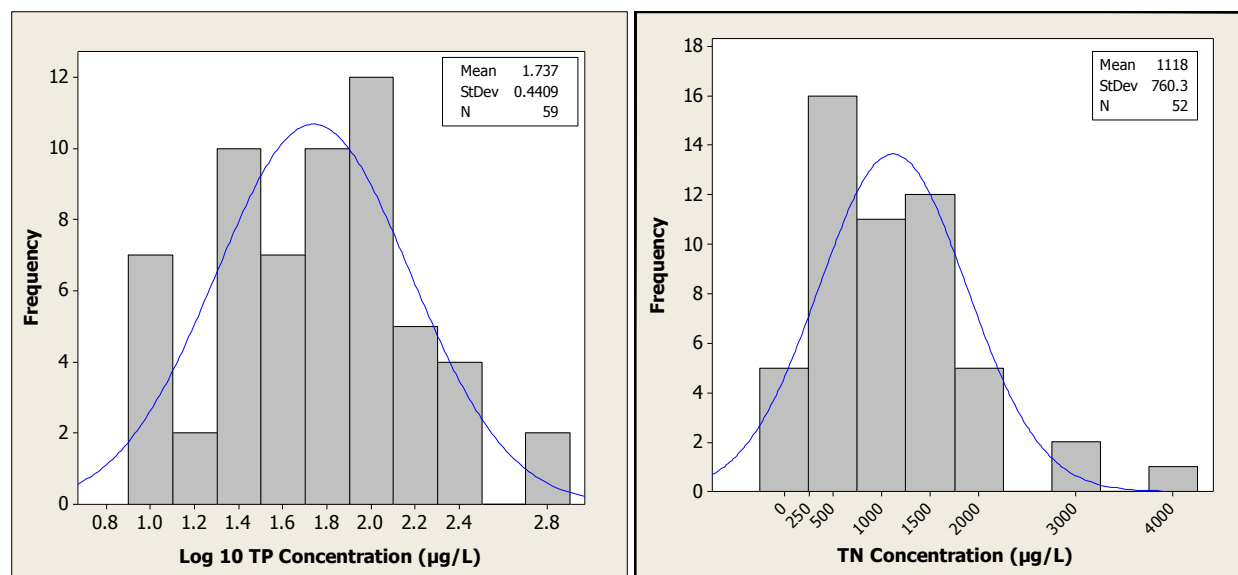 Mean 1.737
StDev 0.4409
N 59
Frequency
12
10
8
6
4
2
0
0.8 1.0 1.2 1.4 1.6 1.8 2.0 2.2 2.4 2.8
Log 10 TP Concentration (µg/L)
Mean 1118
StDev 760.3
N 52
Frequency
18
16
14
12
10
8
6
4
2
0
0 250 500 1000 1500 2000 3000 4000
TN Concentration (µg/L)